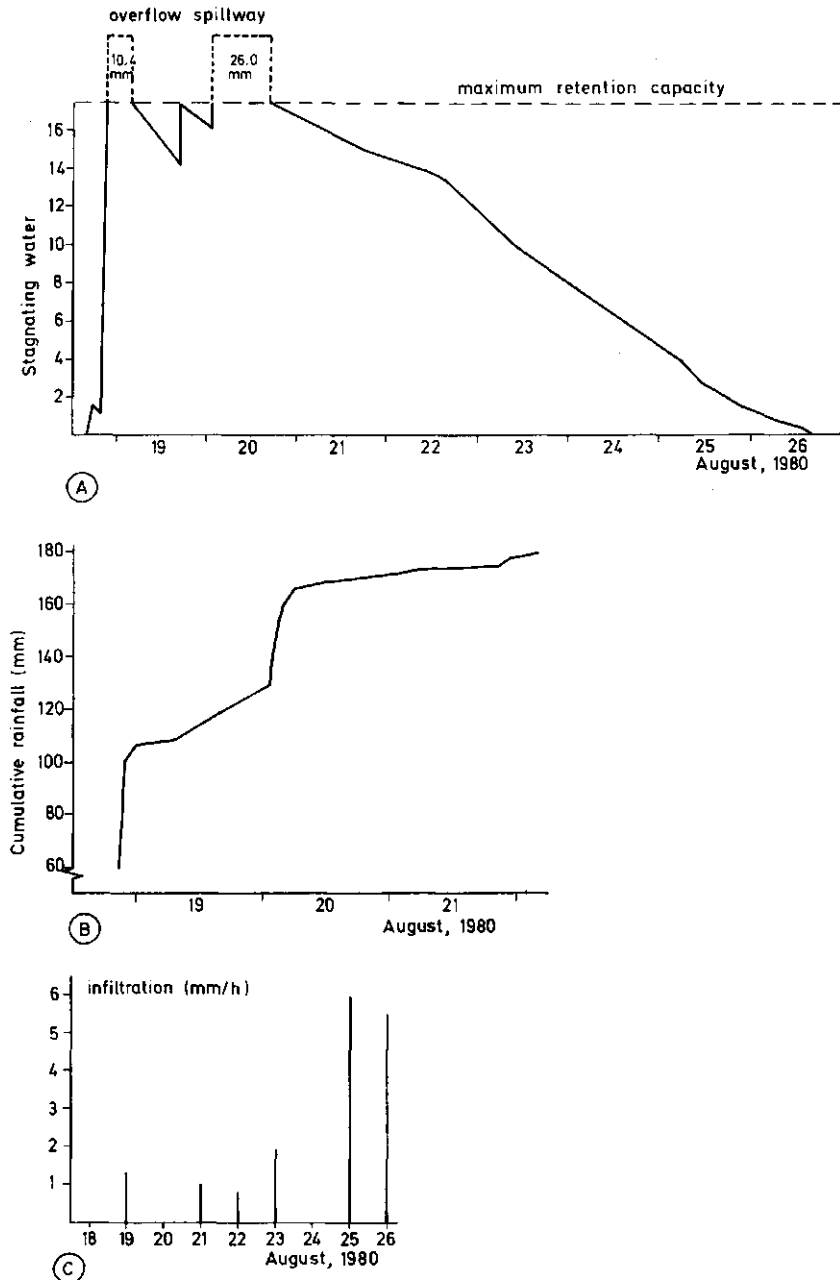 overflow spillway
10.4 mm
26.0 mm
maximum retention capacity
Stagnating water
16
14
12
10
8
6
4
2
19 20 21 22 23 24 25 26
August, 1980
A
Cumulative rainfall (mm)
180
160
140
120
100
80
60
19 20 21
August, 1980
B
infiltration (mm/h)
6
5
4
3
2
1
18 19 20 21 22 23 24 25 26
August, 1980
C